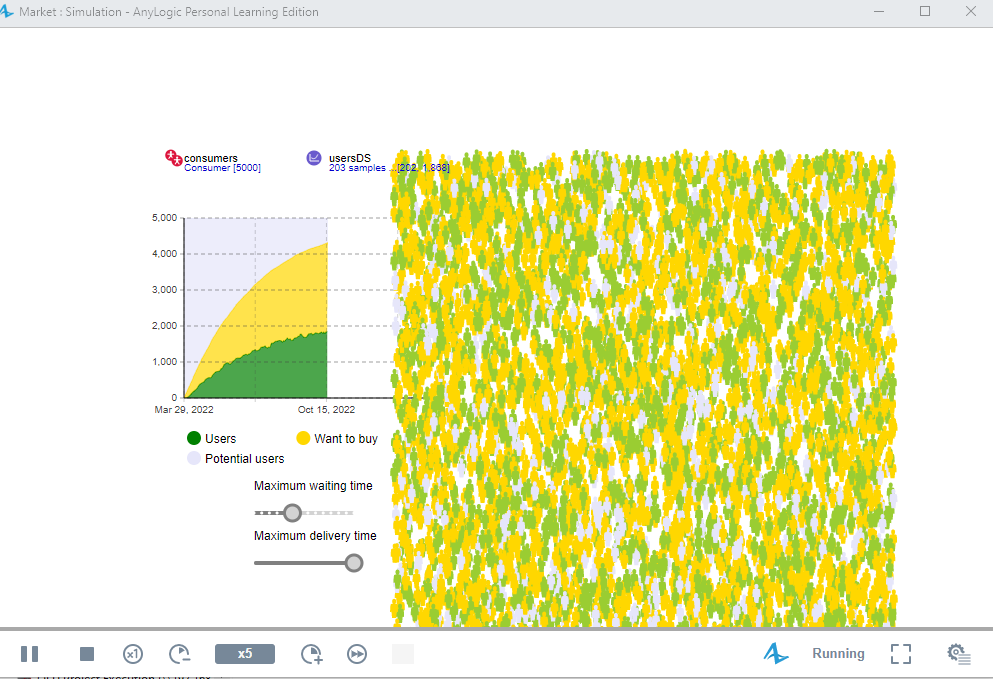 Market : Simulation - AnyLogic Personal Learning Edition
consumers
Consumer [5000]
usersDS
203 samples ...[202, 1,868]
5,000
4,000
3,000
2,000
1,000
0
Mar 29, 2022
Oct 15, 2022
Users
Want to buy
Potential users
Maximum waiting time
Maximum delivery time
x1
x5
Running